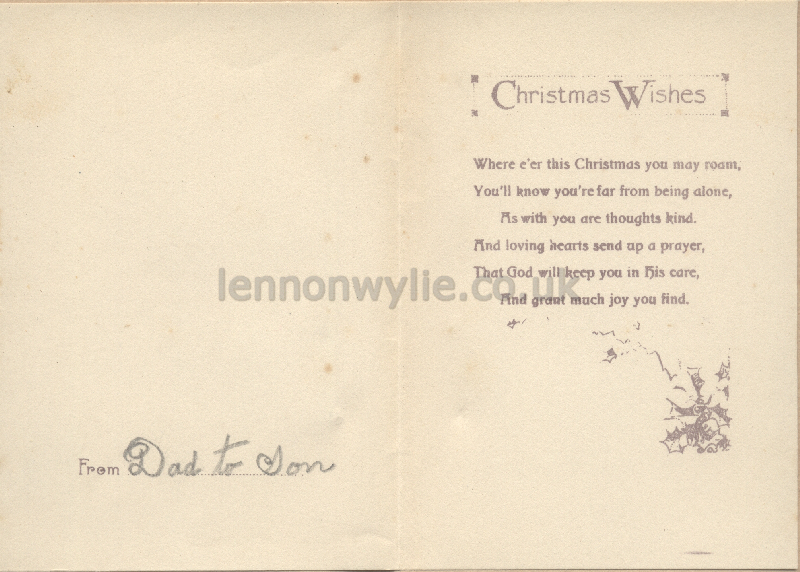 From Dad to Son
Christmas Wishes
Where e'er this Christmas you may roam,
You'll know you're far from being alone,
As with you are thoughts kind.
And loving hearts send up a prayer,
That God will keep you in His care,
And grant much joy you find.
lennonwylie.co.uk